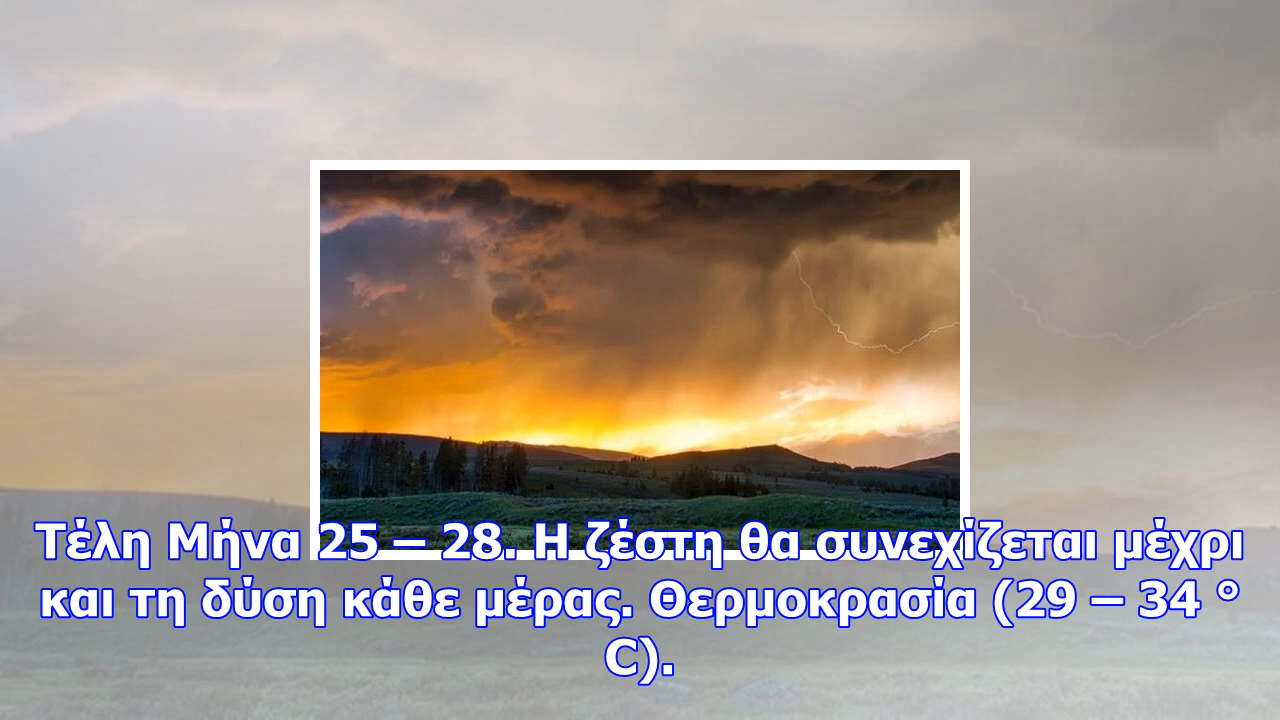 Τέλη Μήνα 25 – 28. Η ζέστη θα συνεχίζεται μέχρι
και τη δύση κάθε μέρας. Θερμοκρασία (29 – 34 °
C).